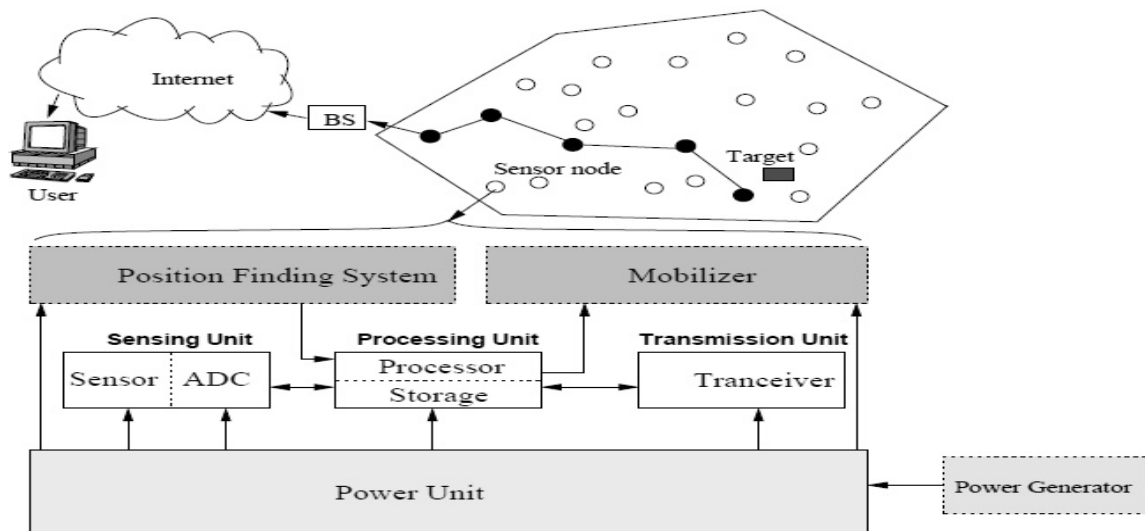 Internet
BS
User
Sensor node
Target
Position Finding System
Mobilizer
Sensing Unit
Processing Unit
Transmission Unit
Sensor
ADC
Processor
Storage
Tranceiver
Power Unit
Power Generator